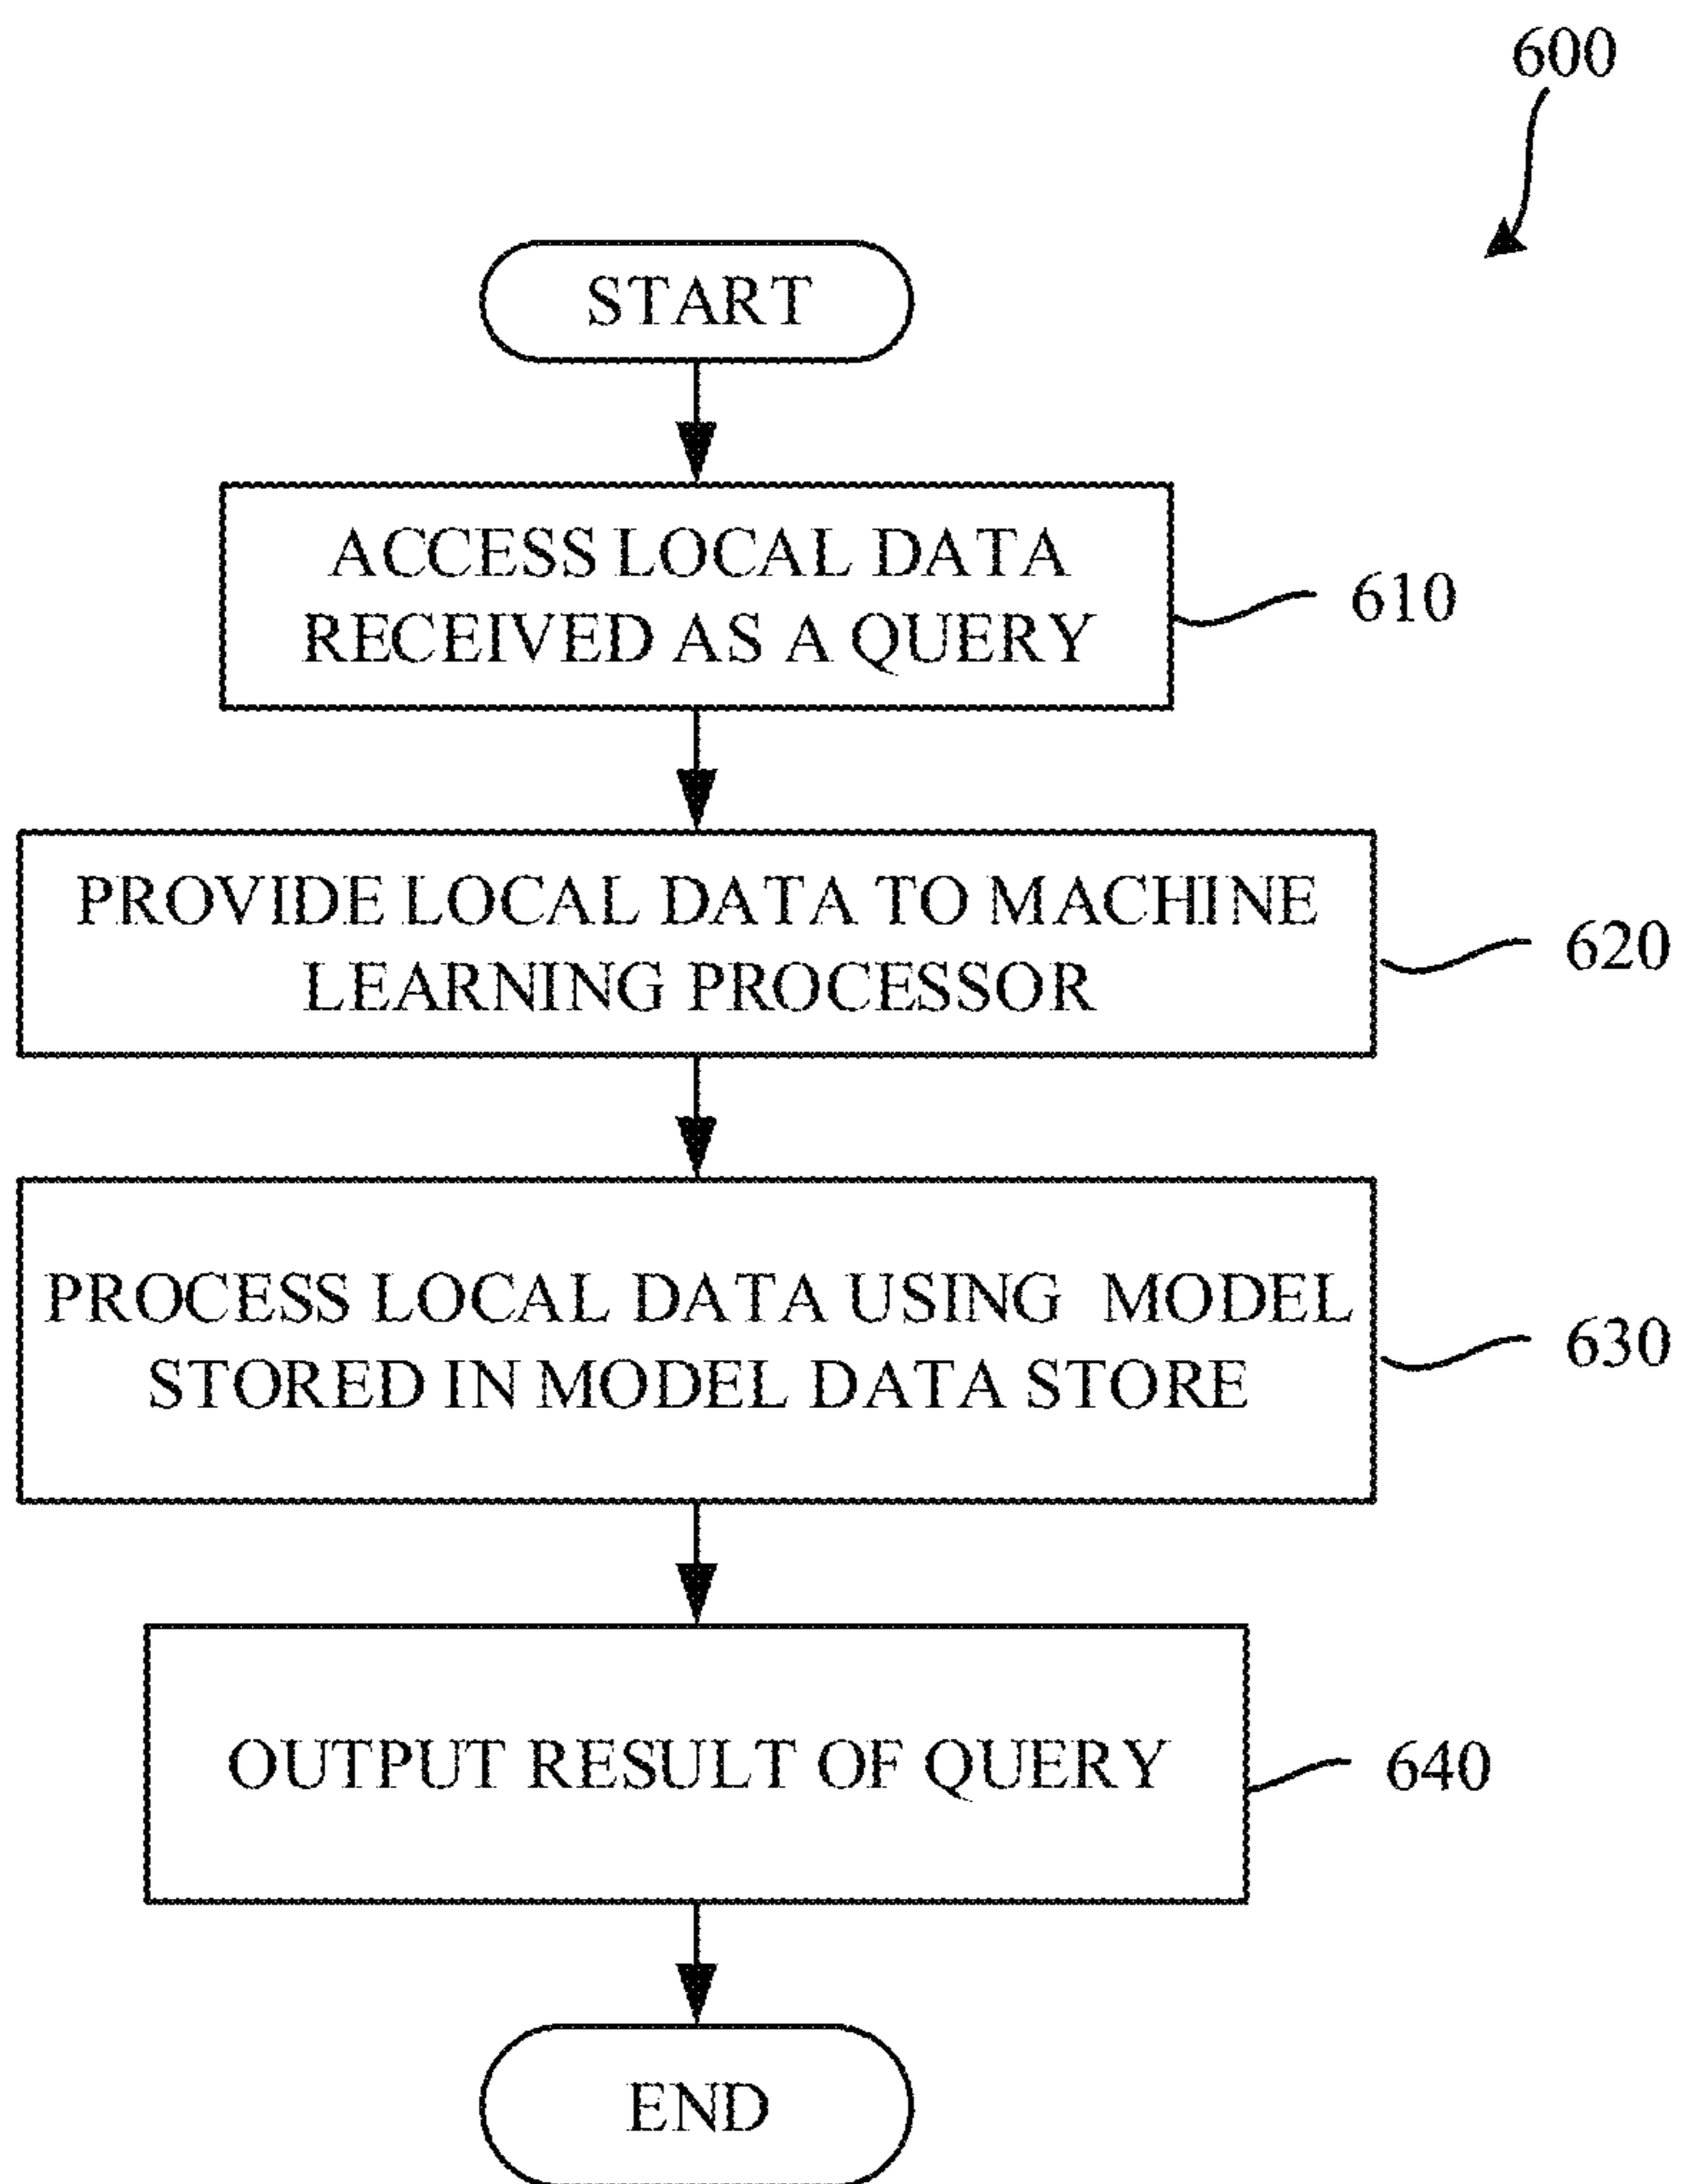 600
START
ACCESS LOCAL DATA
RECEIVED AS A QUERY
610
PROVIDE LOCAL DATA TO MACHINE
LEARNING PROCESSOR
620
PROCESS LOCAL DATA USING MODEL
STORED IN MODEL DATA STORE
630
OUTPUT RESULT OF QUERY
640
END